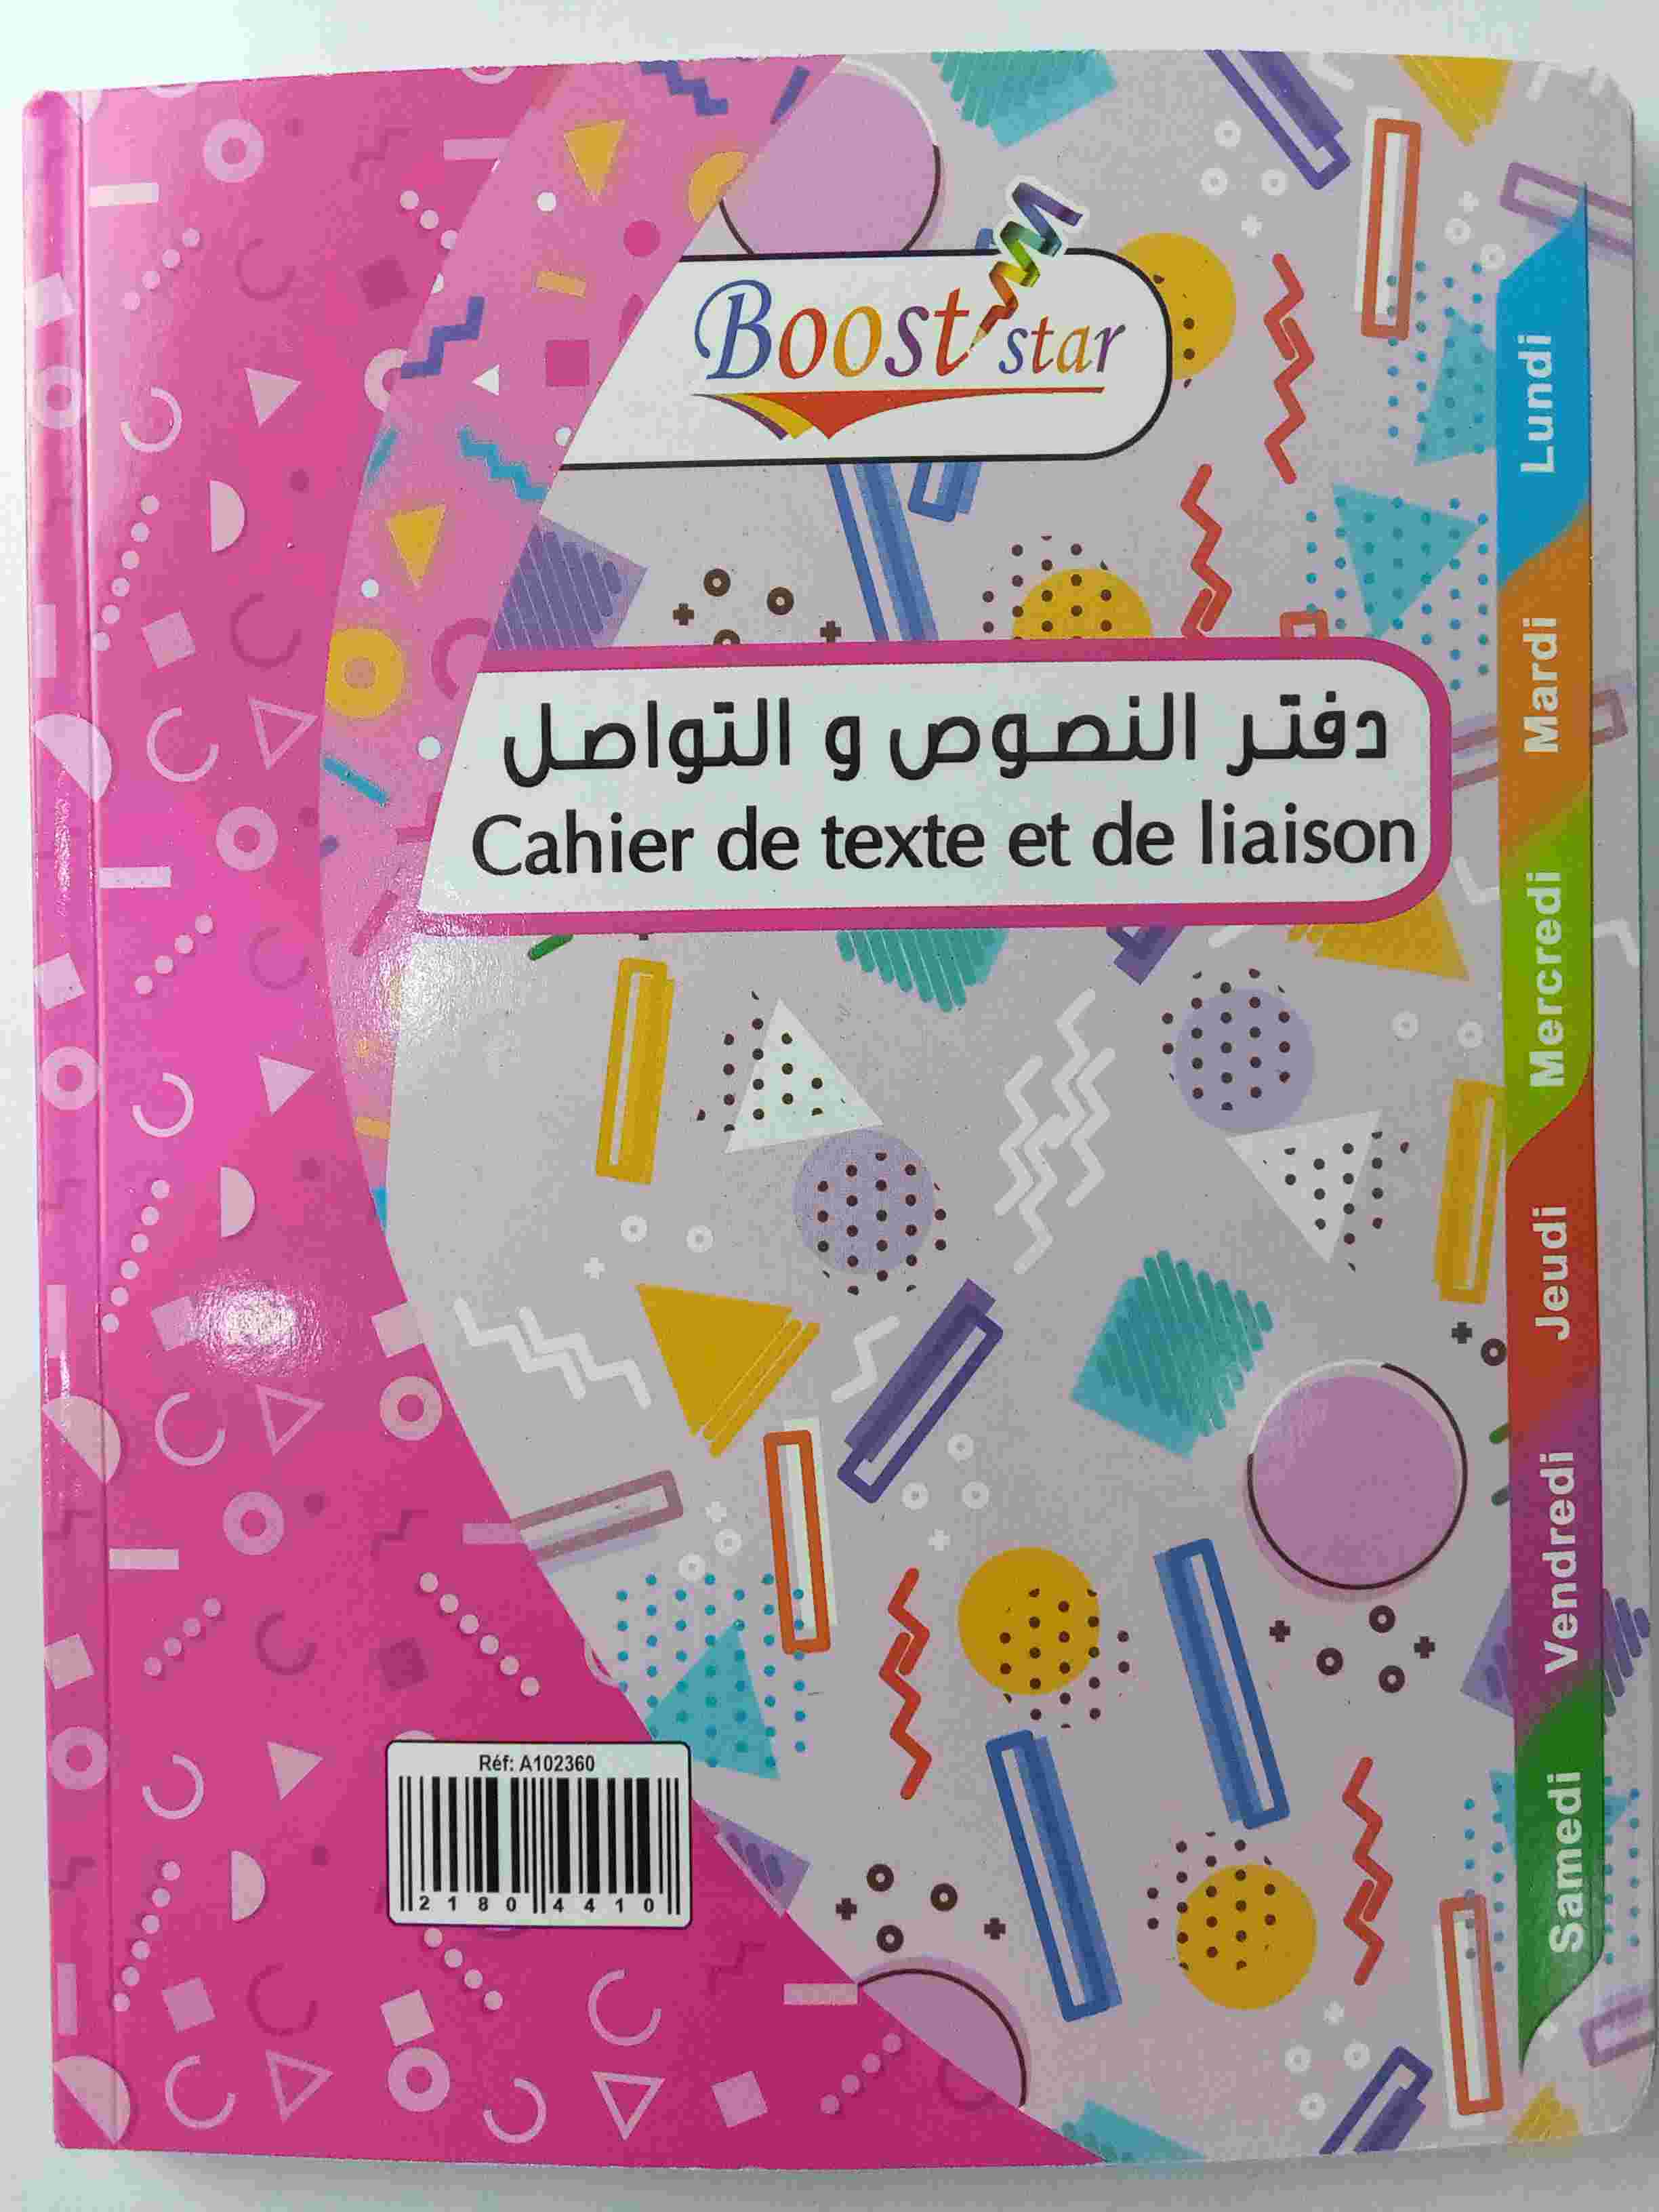 Boost star
دفتر النصوص و التواصل
Cahier de texte et de liaison
Lundi
Mardi
Mercredi
Jeudi
Vendredi
Samedi
Réf: A102360
2180 4410